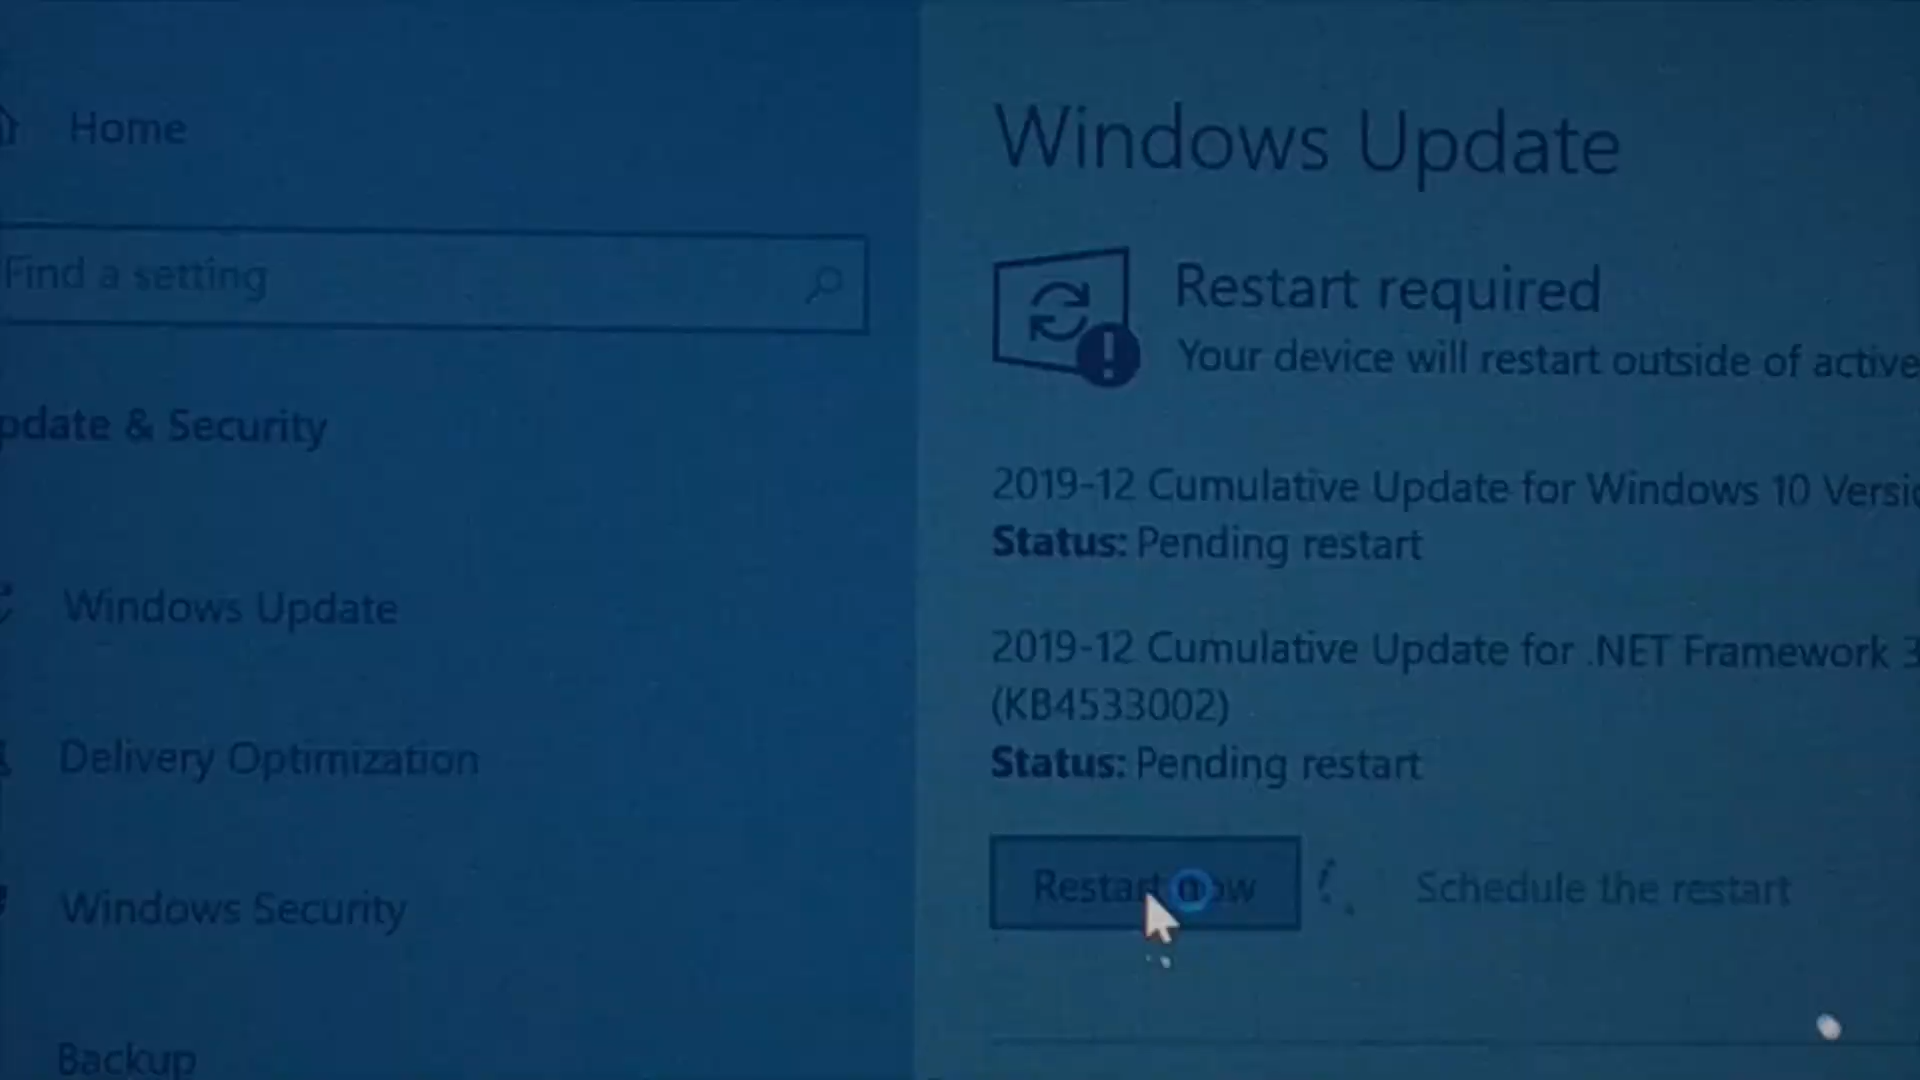 Home
Find a setting
pdate & Security
Windows Update
Delivery Optimization
Windows Security
Backup
Windows Update
Restart required
Your device will restart outside of active
2019-12 Cumulative Update for Windows 10 Versio
Status: Pending restart
2019-12 Cumulative Update for .NET Framework 3
(KB4533002)
Status: Pending restart
Restart now
Schedule the restart